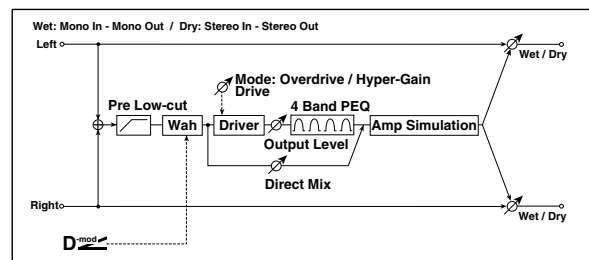 Wet: Mono In - Mono Out / Dry: Stereo In - Stereo Out
Left
Wet / Dry
Mode: Overdrive / Hyper-Gain
Drive
Pre Low-cut
4 Band PEQ
Wah
Driver
Amp Simulation
Output Level
Direct Mix
Right
Wet / Dry
D-mod